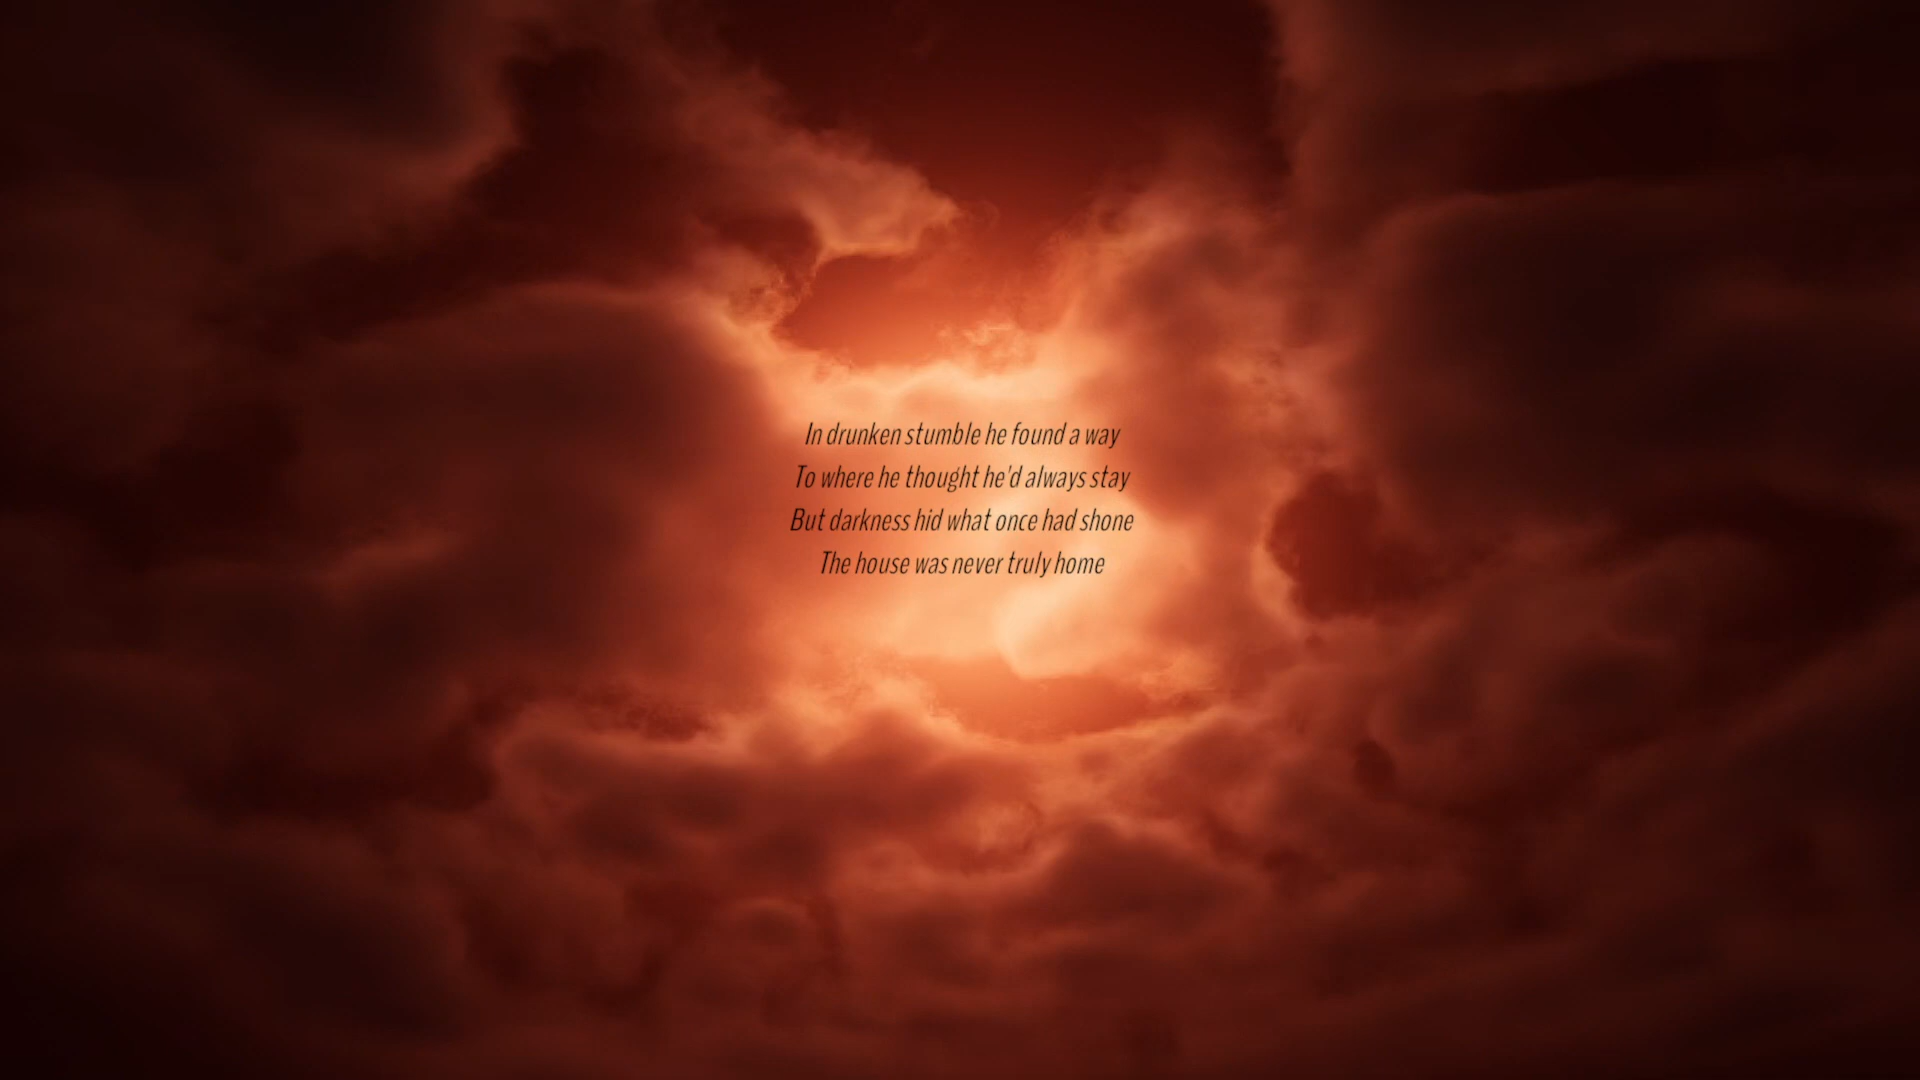 In drunken stumble he found a way
To where he thought he'd always stay
But darkness hid what once had shone
The house was never truly home